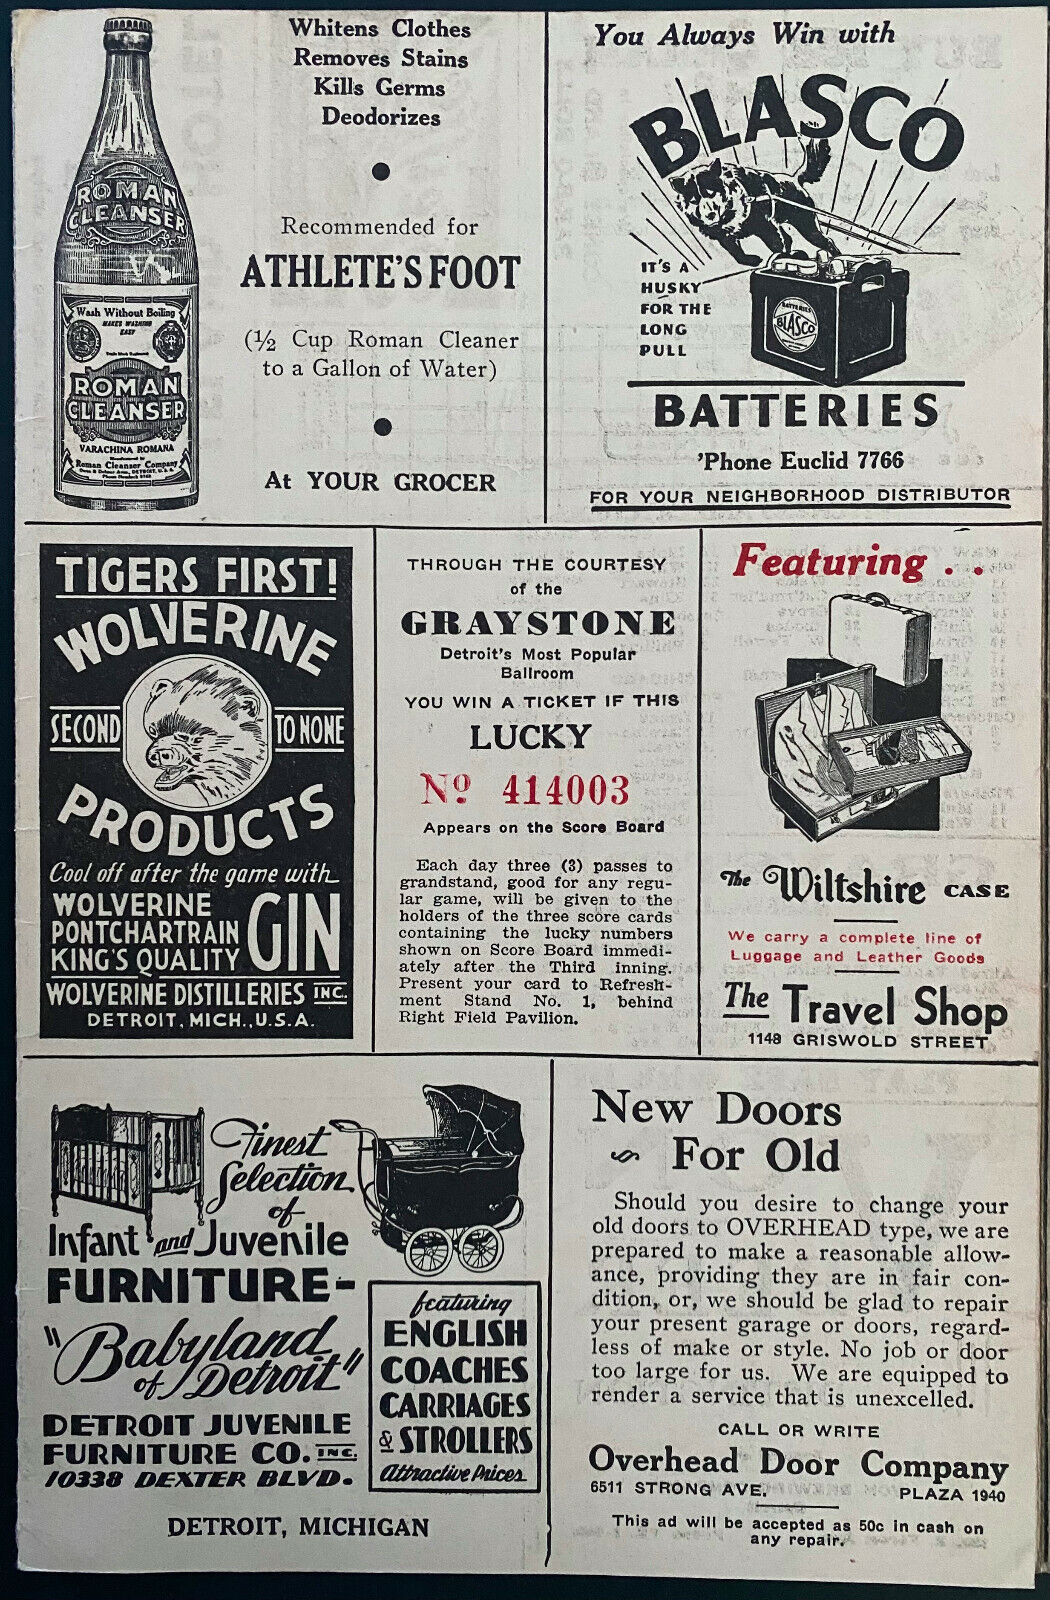 Whitens Clothes
Removes Stains
Kills Germs
Deodorizes
Recommended for
ATHLETE'S FOOT
(½ Cup Roman Cleaner
to a Gallon of Water)
At YOUR GROCER
ROMAN
CLEANSER
Wash Without Boiling
MAKES WASHING
EASY
ROMAN
CLEANSER
VARACHINA ROMANA
Roman Cleanser Company
You Always Win with
BLASCO
IT'S A
HUSKY
FOR THE
LONG
PULL
BATTERIES
BLASCO
BATTERIES
'Phone Euclid 7766
FOR YOUR NEIGHBORHOOD DISTRIBUTOR
TIGERS FIRST!
WOLVERINE
SECOND TO NONE
PRODUCTS
Cool off after the game with
WOLVERINE
PONTCHARTRAIN
KING'S QUALITY
GIN
WOLVERINE DISTILLERIES INC.
DETROIT, MICH., U.S.A.
THROUGH THE COURTESY
of the
GRAYSTONE
Detroit's Most Popular
Ballroom
YOU WIN A TICKET IF THIS
LUCKY
Nº 414003
Appears on the Score Board
Each day three (3) passes to
grandstand, good for any regu-
lar game, will be given to the
holders of the three score cards
containing the lucky numbers
shown on Score Board immedi-
ately after the Third inning.
Present your card to Refresh-
ment Stand No. 1, behind
Right Field Pavilion.
Featuring . .
The Wiltshire CASE
We carry a complete line of
Luggage and Leather Goods
The Travel Shop
1148 GRISWOLD STREET
Finest
Selection
of
Infant and Juvenile
FURNITURE-
"Babyland
of Detroit"
DETROIT JUVENILE
FURNITURE CO. INC.
10338 DEXTER BLVD.
featuring
ENGLISH
COACHES
CARRIAGES
& STROLLERS
Attractive Prices
DETROIT, MICHIGAN
New Doors
For Old
Should you desire to change your
old doors to OVERHEAD type, we are
prepared to make a reasonable allow-
ance, providing they are in fair con-
dition, or, we should be glad to repair
your present garage or doors, regard-
less of make or style. No job or door
too large for us. We are equipped to
render a service that is unexcelled.
CALL OR WRITE
Overhead Door Company
6511 STRONG AVE. PLAZA 1940
This ad will be accepted as 50c in cash on
any repair.